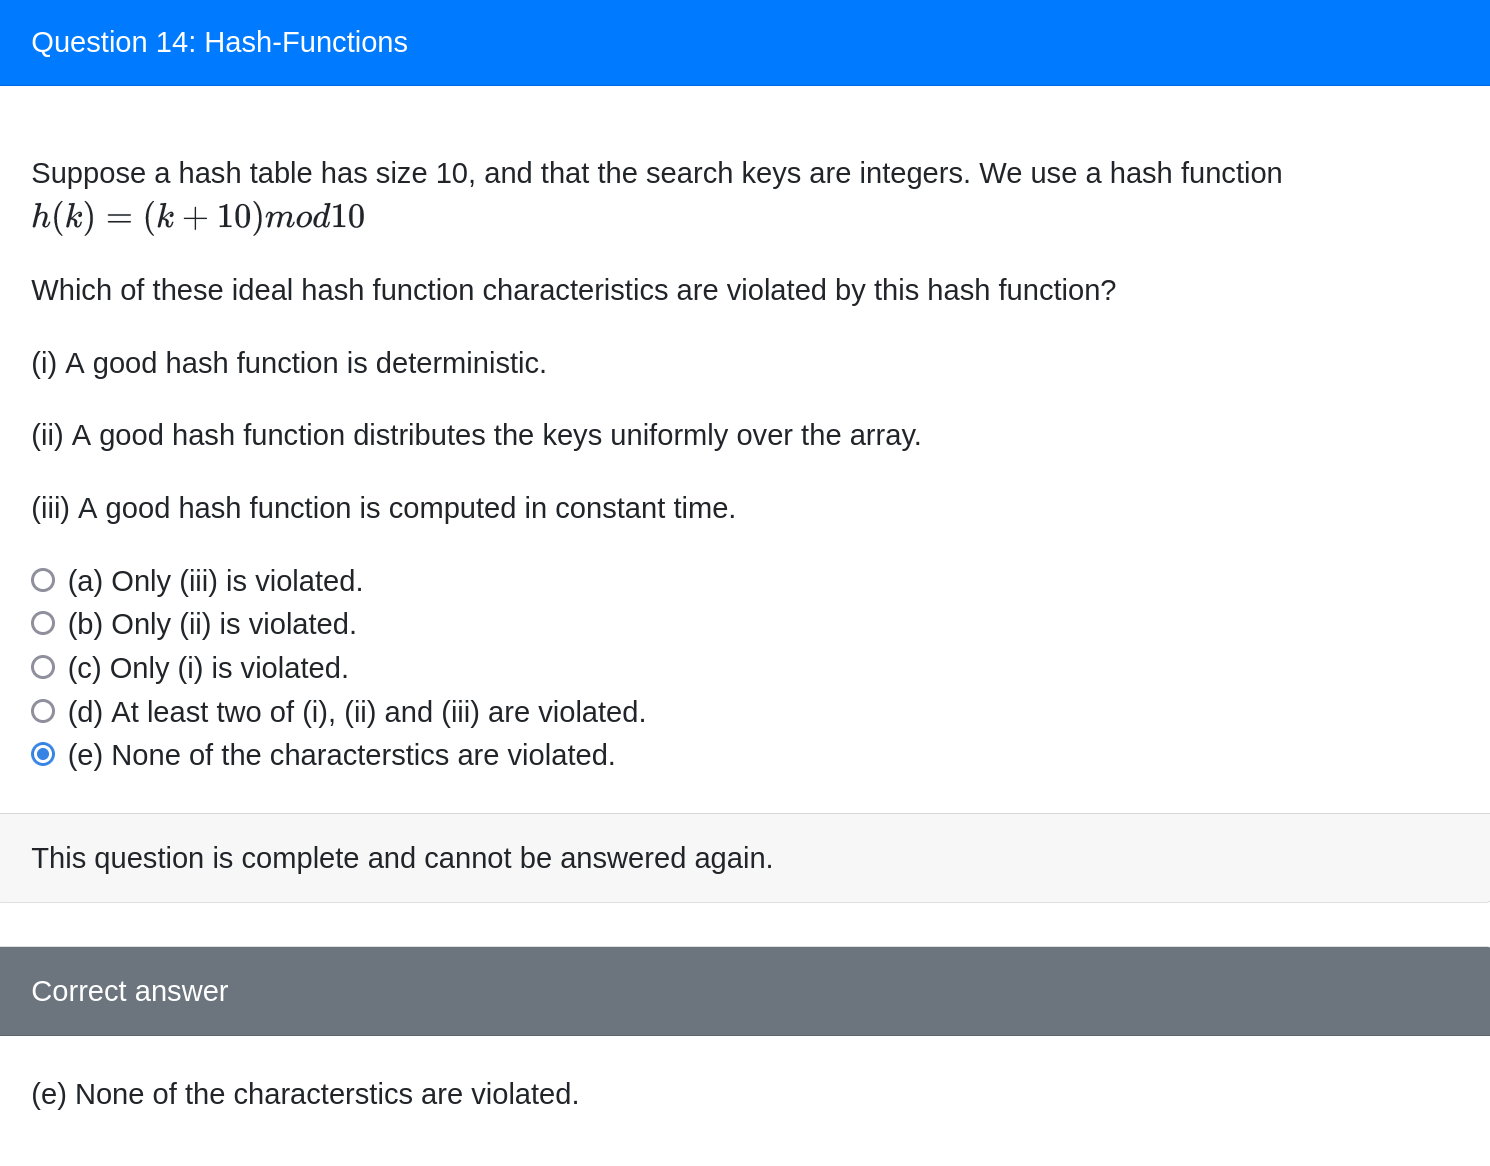 Question 14: Hash-Functions
Suppose a hash table has size 10, and that the search keys are integers. We use a hash function
h(k) = (k + 10)mod10
Which of these ideal hash function characteristics are violated by this hash function?
(i) A good hash function is deterministic.
(ii) A good hash function distributes the keys uniformly over the array.
(iii) A good hash function is computed in constant time.
(a) Only (iii) is violated.
(b) Only (ii) is violated.
(c) Only (i) is violated.
(d) At least two of (i), (ii) and (iii) are violated.
(e) None of the characterstics are violated.
This question is complete and cannot be answered again.
Correct answer
(e) None of the characterstics are violated.